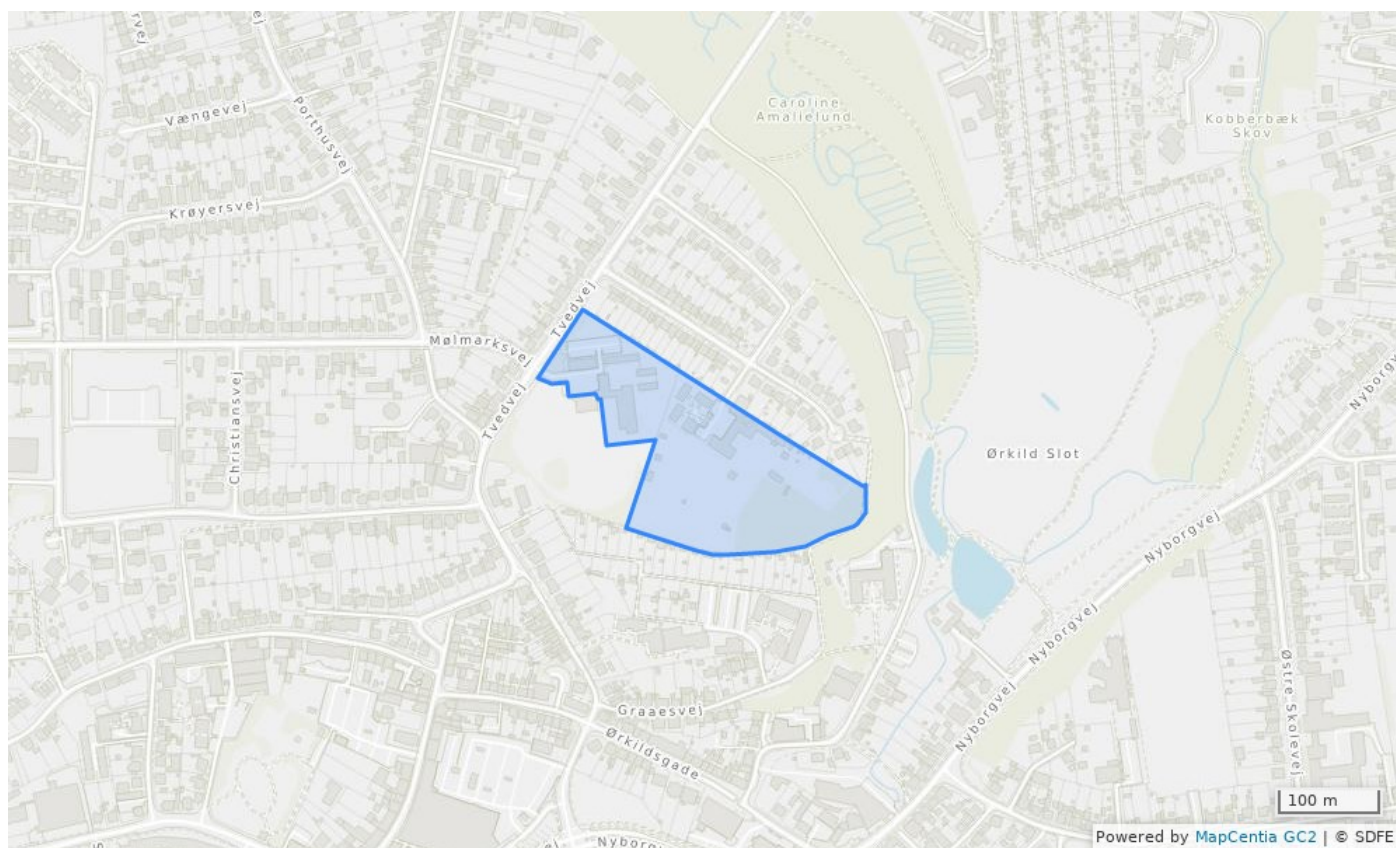 Vængevej
Porthusvej
Krøyersvej
Caroline
Amalielund
Kobberbæk
Skov
Tvedvej
Mølmarksvej
Tvedvej
Christiansvej
Nyborgvej
Ørkild Slot
Nyborgvej
Nyborgvej
Nyborgvej
Østre Skolevej
Graaesvej
Ørkildsgade
100 m
Powered by MapCentia GC2 | © SDFE